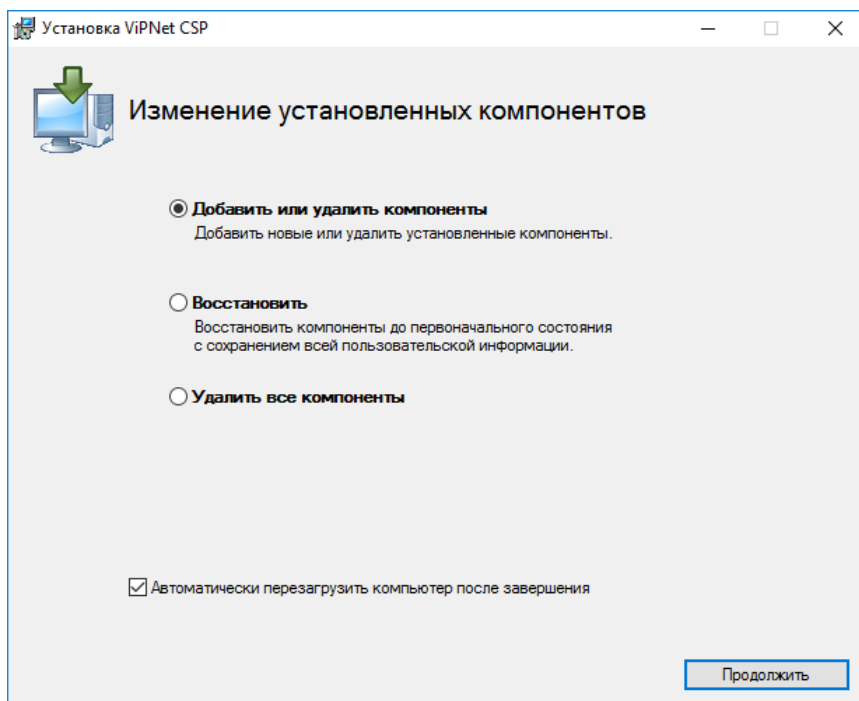 Установка ViPNet CSP
Изменение установленных компонентов
Добавить или удалить компоненты
Добавить новые или удалить установленные компоненты.
Восстановить
Восстановить компоненты до первоначального состояния
с сохранением всей пользовательской информации.
Удалить все компоненты
Автоматически перезагрузить компьютер после завершения
Продолжить